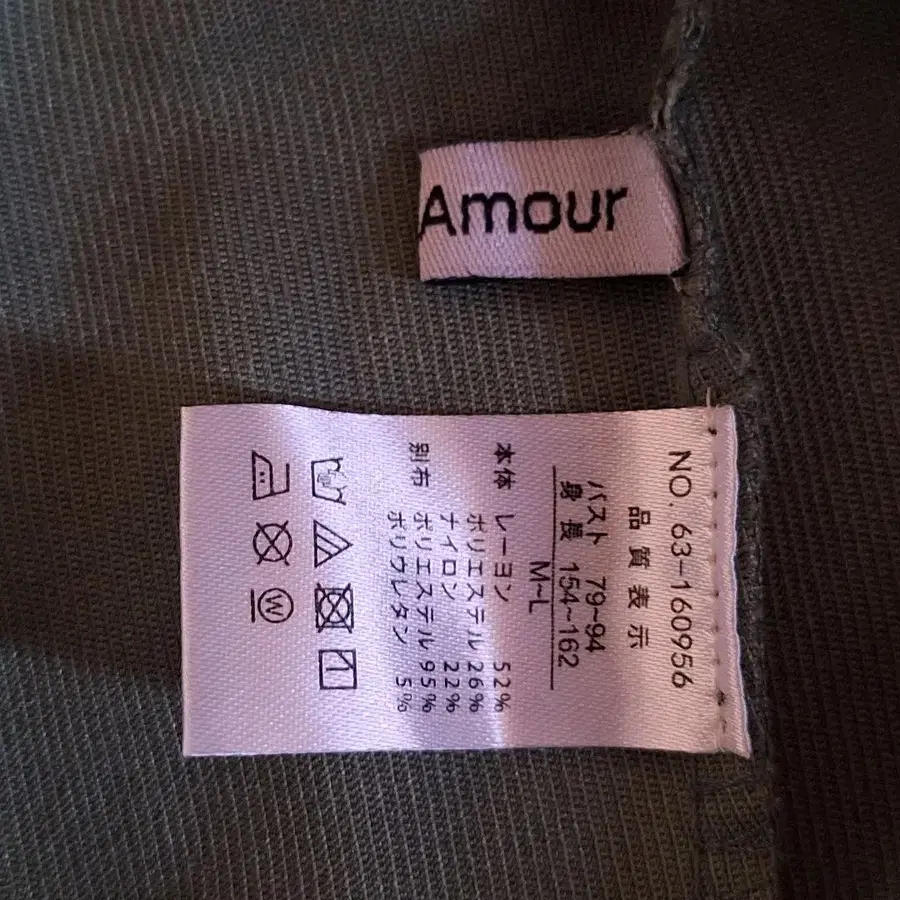 Amour
NO. 63-160956
品質表示
バスト 79~94
身長 154~162
M~L
本体 レーヨン 52%
ポリエステル 26%
ナイロン 22%
別布 ポリエステル 95%
ポリウレタン 5%
W